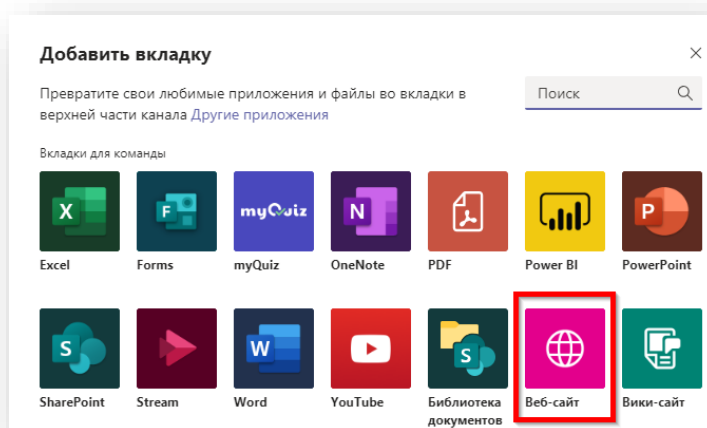 Добавить вкладку
Превратите свои любимые приложения и файлы во вкладки в
верхней части канала Другие приложения
Поиск
Вкладки для команды
X
F
myQuiz
N
P
Excel
Forms
myQuiz
OneNote
PDF
Power BI
PowerPoint
S
W
S
SharePoint
Stream
Word
YouTube
Библиотека
документов
Веб-сайт
Вики-сайт